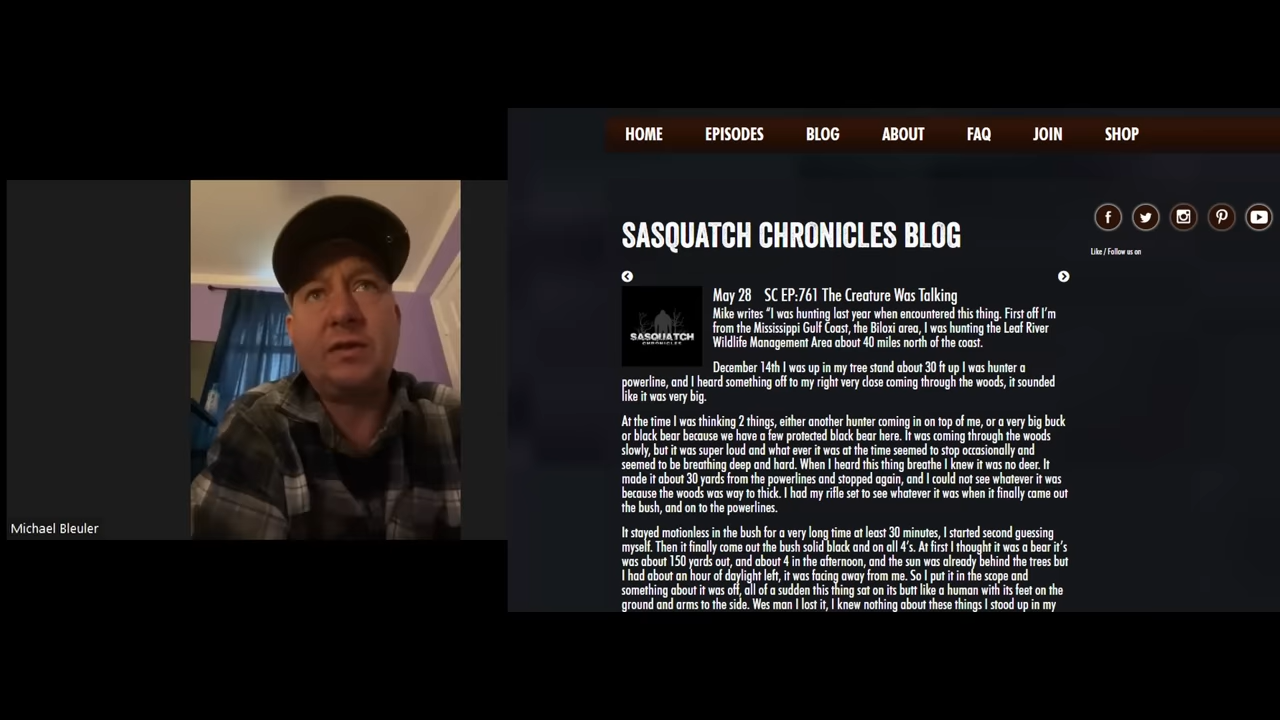 HOME EPISODES BLOG ABOUT FAQ JOIN SHOP
SASQUATCH CHRONICLES BLOG
Like / Follow us on
SASQUATCH
CHRONICLES
May 28 SC EP:761 The Creature Was Talking
Mike writes “I was hunting last year when encountered this thing. First off I’m
from the Mississippi Gulf Coast, the Biloxi area, I was hunting the Leaf River
Wildlife Management Area about 40 miles north of the coast.
December 14th I was up in my tree stand about 30 ft up I was hunter a
powerline, and I heard something off to my right very close coming through the woods, it sounded
like it was very big.
At the time I was thinking 2 things, either another hunter coming in on top of me, or a very big buck
or black bear because we have a few protected black bear here. It was coming through the woods
slowly, but it was super loud and what ever it was at the time seemed to stop occasionally and
seemed to be breathing deep and hard. When I heard this thing breathe I knew it was no deer. It
made it about 30 yards from the powerlines and stopped again, and I could not see whatever it was
because the woods was way to thick. I had my rifle set to see whatever it was when it finally came out
the bush, and on to the powerlines.
It stayed motionless in the bush for a very long time at least 30 minutes, I started second guessing
myself. Then it finally come out the bush solid black and on all 4’s. At first I thought it was a bear it’s
was about 150 yards out, and about 4 in the afternoon, and the sun was already behind the trees but
I had about an hour of daylight left, it was facing away from me. So I put it in the scope and
something about it was off, all of a sudden this thing sat on its butt like a human with its feet on the
ground and arms to the side. Wes man I lost it, I knew nothing about these things I stood up in my
Michael Bleuler